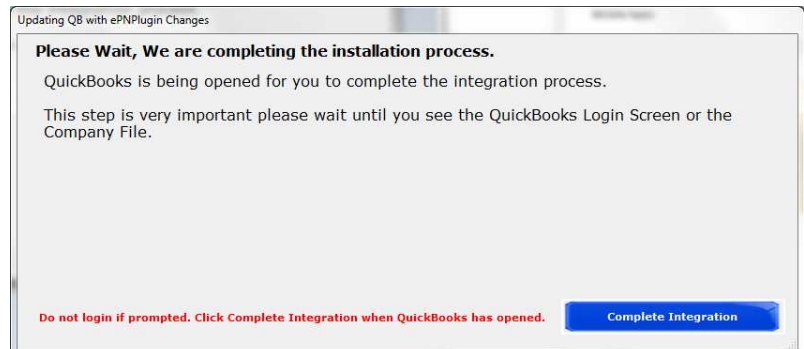 Updating QB with ePNPlugin Changes
Please Wait, We are completing the installation process.
QuickBooks is being opened for you to complete the integration process.
This step is very important please wait until you see the QuickBooks Login Screen or the
Company File.
Do not login if prompted. Click Complete Integration when QuickBooks has opened.
Complete Integration